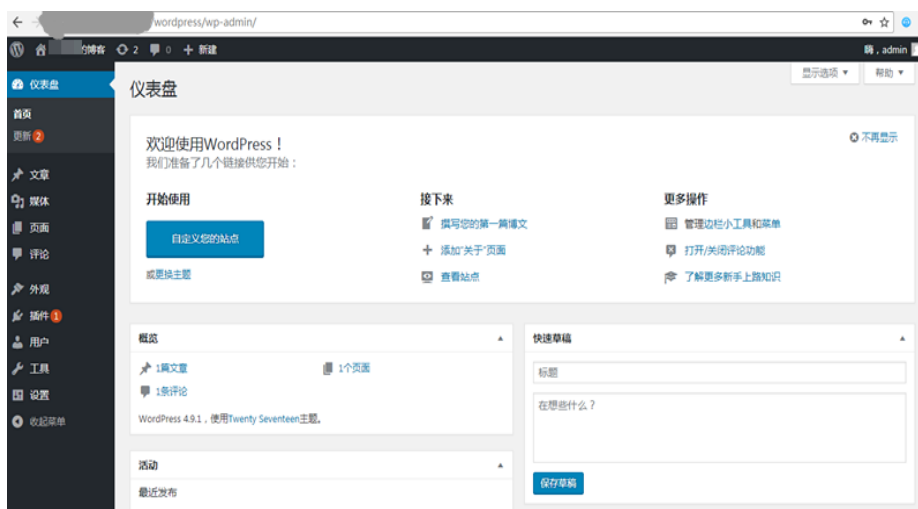 wordpress/wp-admin/
的博客 2 0 新建 嗨，admin
仪表盘
首页
更新 2
文章
媒体
页面
评论
外观
插件 1
用户
工具
设置
收起菜单
显示选项 帮助
仪表盘
欢迎使用WordPress！
我们准备了几个链接供您开始：
不再显示
开始使用
自定义您的站点
或更换主题
接下来
撰写您的第一篇博文
添加“关于”页面
查看站点
更多操作
管理边栏小工具和菜单
打开/关闭评论功能
了解更多新手上路知识
概览
1篇文章 1个页面
1条评论
WordPress 4.9.1，使用Twenty Seventeen主题。
活动
最近发布
快速草稿
标题
在想些什么？
保存草稿